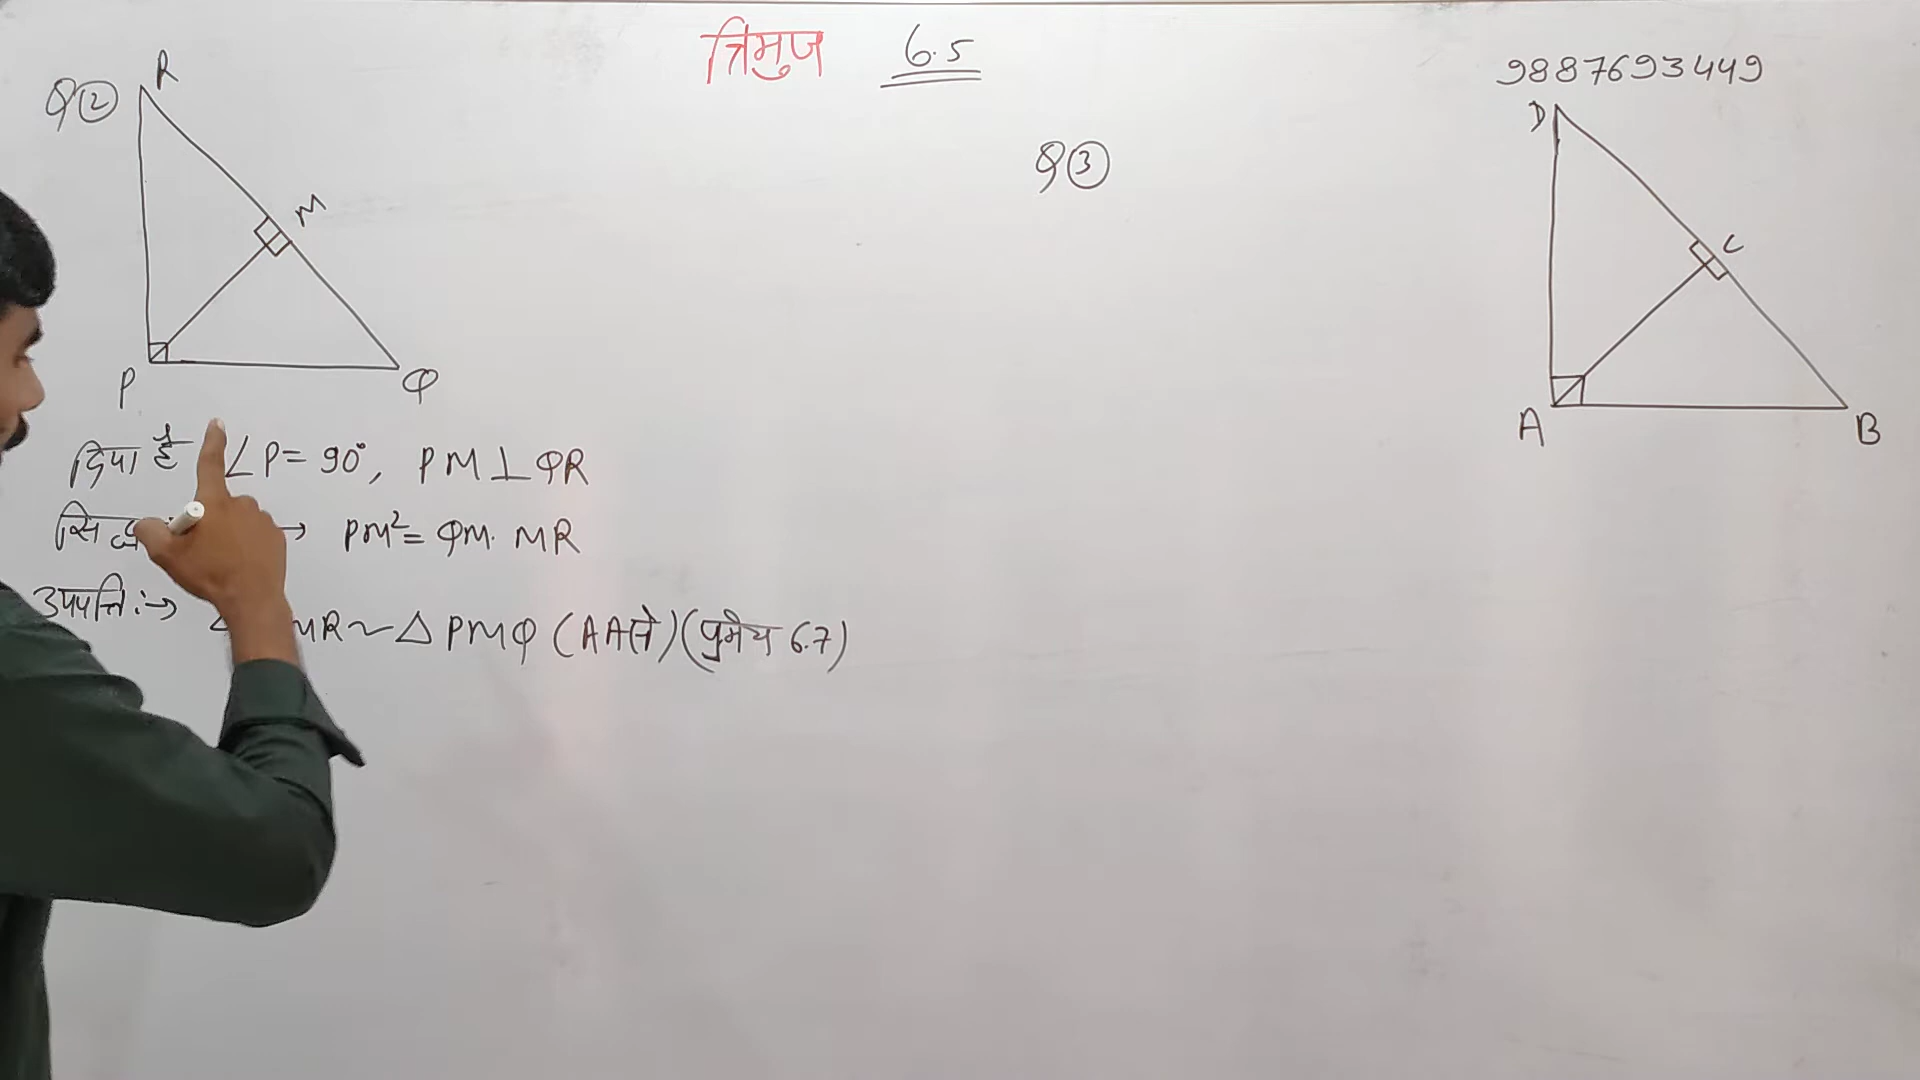 त्रिभुज 6.5
9887693449
Q②
R
M
P
Q
दिया है ∠P = 90°, PM ⊥ QR
→ PM² = QM. MR
उपपत्ति :→ MR ~ △ PMQ (AA से) (प्रमेय 6.7)
Q③
D
C
A
B